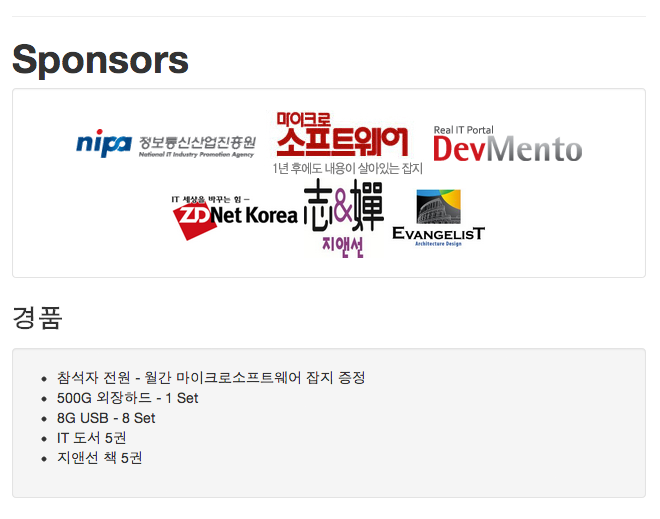 Sponsors
nipa 정보통신산업진흥원
National IT Industry Promotion Agency
마이크로
소프트웨어
1년 후에도 내용이 살아있는 잡지
Real IT Portal
DevMento
IT 세상을 바꾸는 힘 –
ZDNet Korea
志&嬋
지앤선
EVANGELIST
Architecture Design
경품
참석자 전원 - 월간 마이크로소프트웨어 잡지 증정
500G 외장하드 - 1 Set
8G USB - 8 Set
IT 도서 5권
지앤선 책 5권